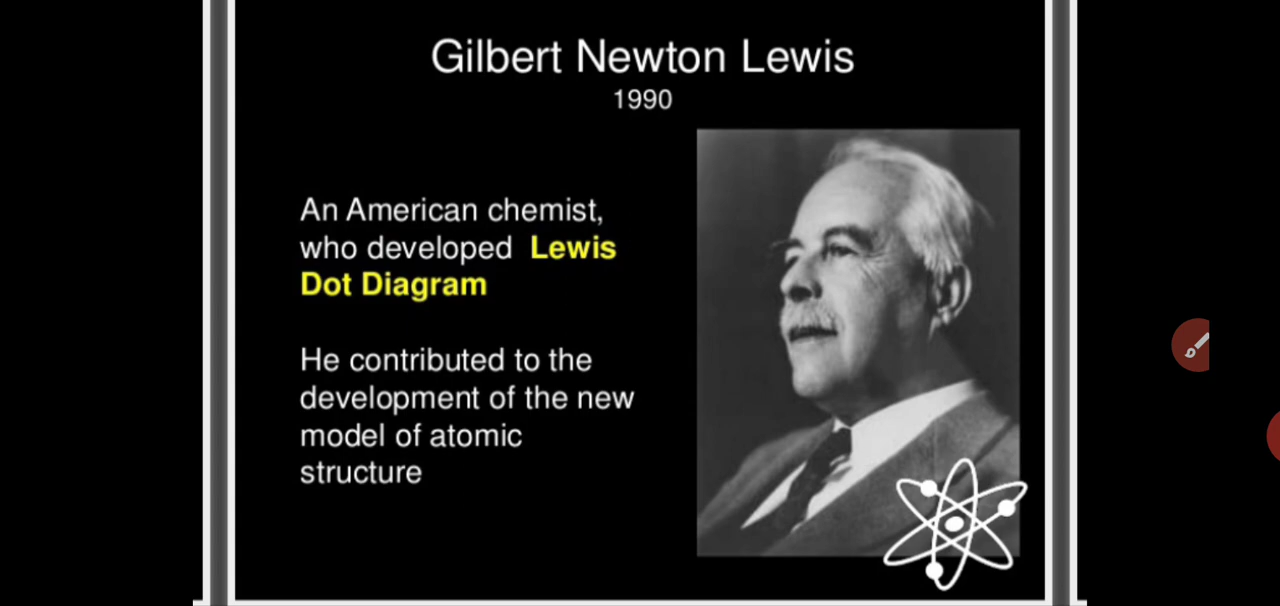 Gilbert Newton Lewis
1990
An American chemist,
who developed Lewis
Dot Diagram
He contributed to the
development of the new
model of atomic
structure